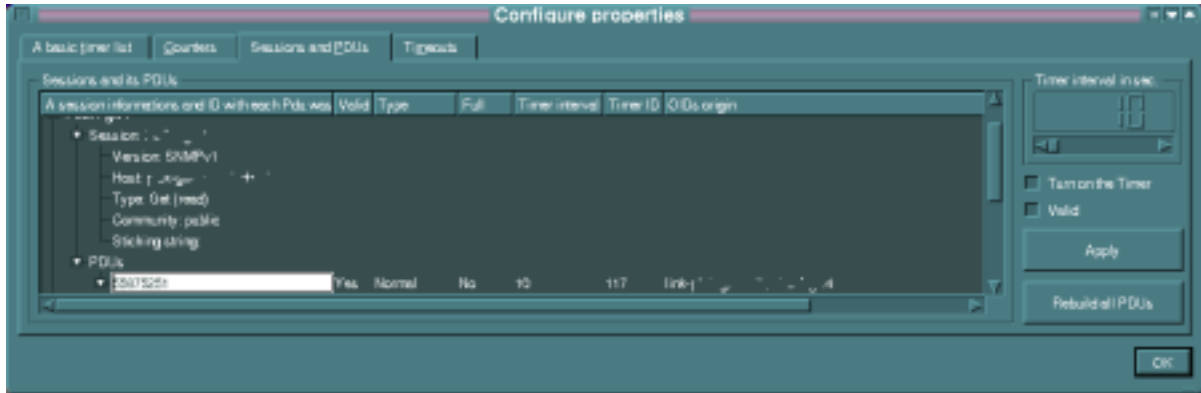 Configure properties
A basic timer list Counters Sessions and PDUs Timeouts
Sessions and its PDUs
Timer interval in sec.
A session informations and ID with each Pdu was Valid Type Full Timer interval Timer ID OIDs origin
10
Session:
Version: SNMPv1
Host:
Type: Get (read)
Community: public
Sticking string:
Turn on the Timer
Valid
PDUs
Yes Normal No 10 117
Apply
Rebuild all PDUs
OK